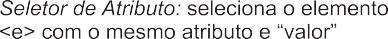 Seletor de Atributo: seleciona o elemento
<e> com o mesmo atributo e “valor”